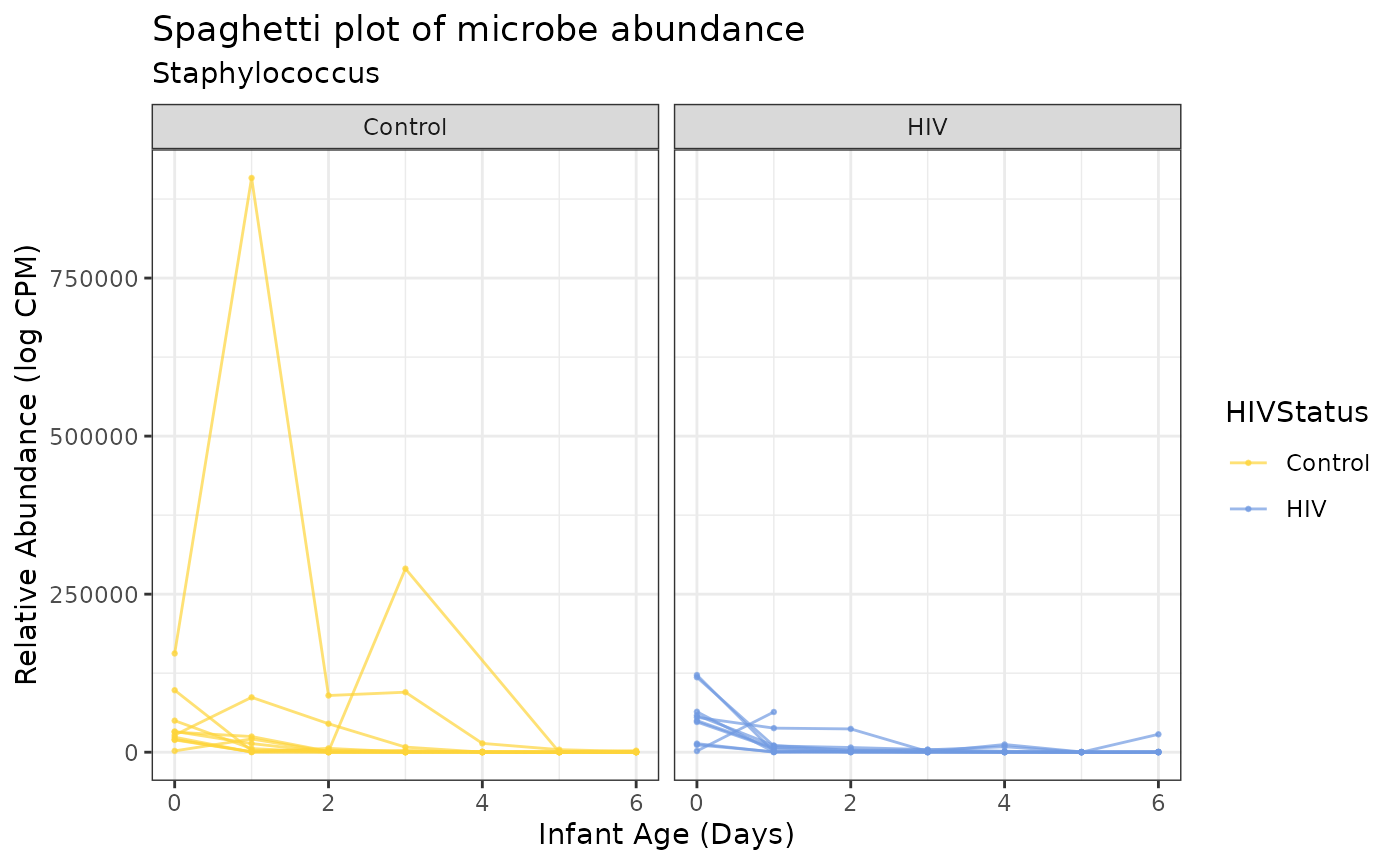 Spaghetti plot of microbe abundance
Staphylococcus
Control
HIV
Relative Abundance (log CPM)
750000
500000
250000
0
0 2 4 6
0 2 4 6
Infant Age (Days)
HIVStatus
Control
HIV